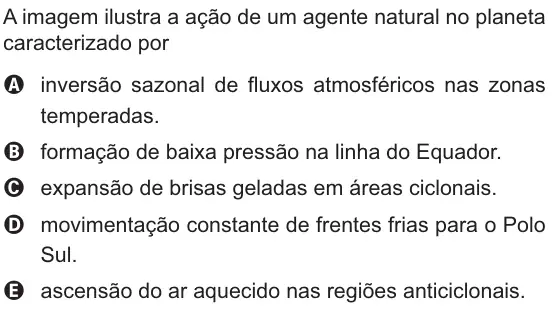 A imagem ilustra a ação de um agente natural no planeta
caracterizado por
A inversão sazonal de fluxos atmosféricos nas zonas
temperadas.
B formação de baixa pressão na linha do Equador.
C expansão de brisas geladas em áreas ciclonais.
D movimentação constante de frentes frias para o Polo
Sul.
E ascensão do ar aquecido nas regiões anticiclonais.